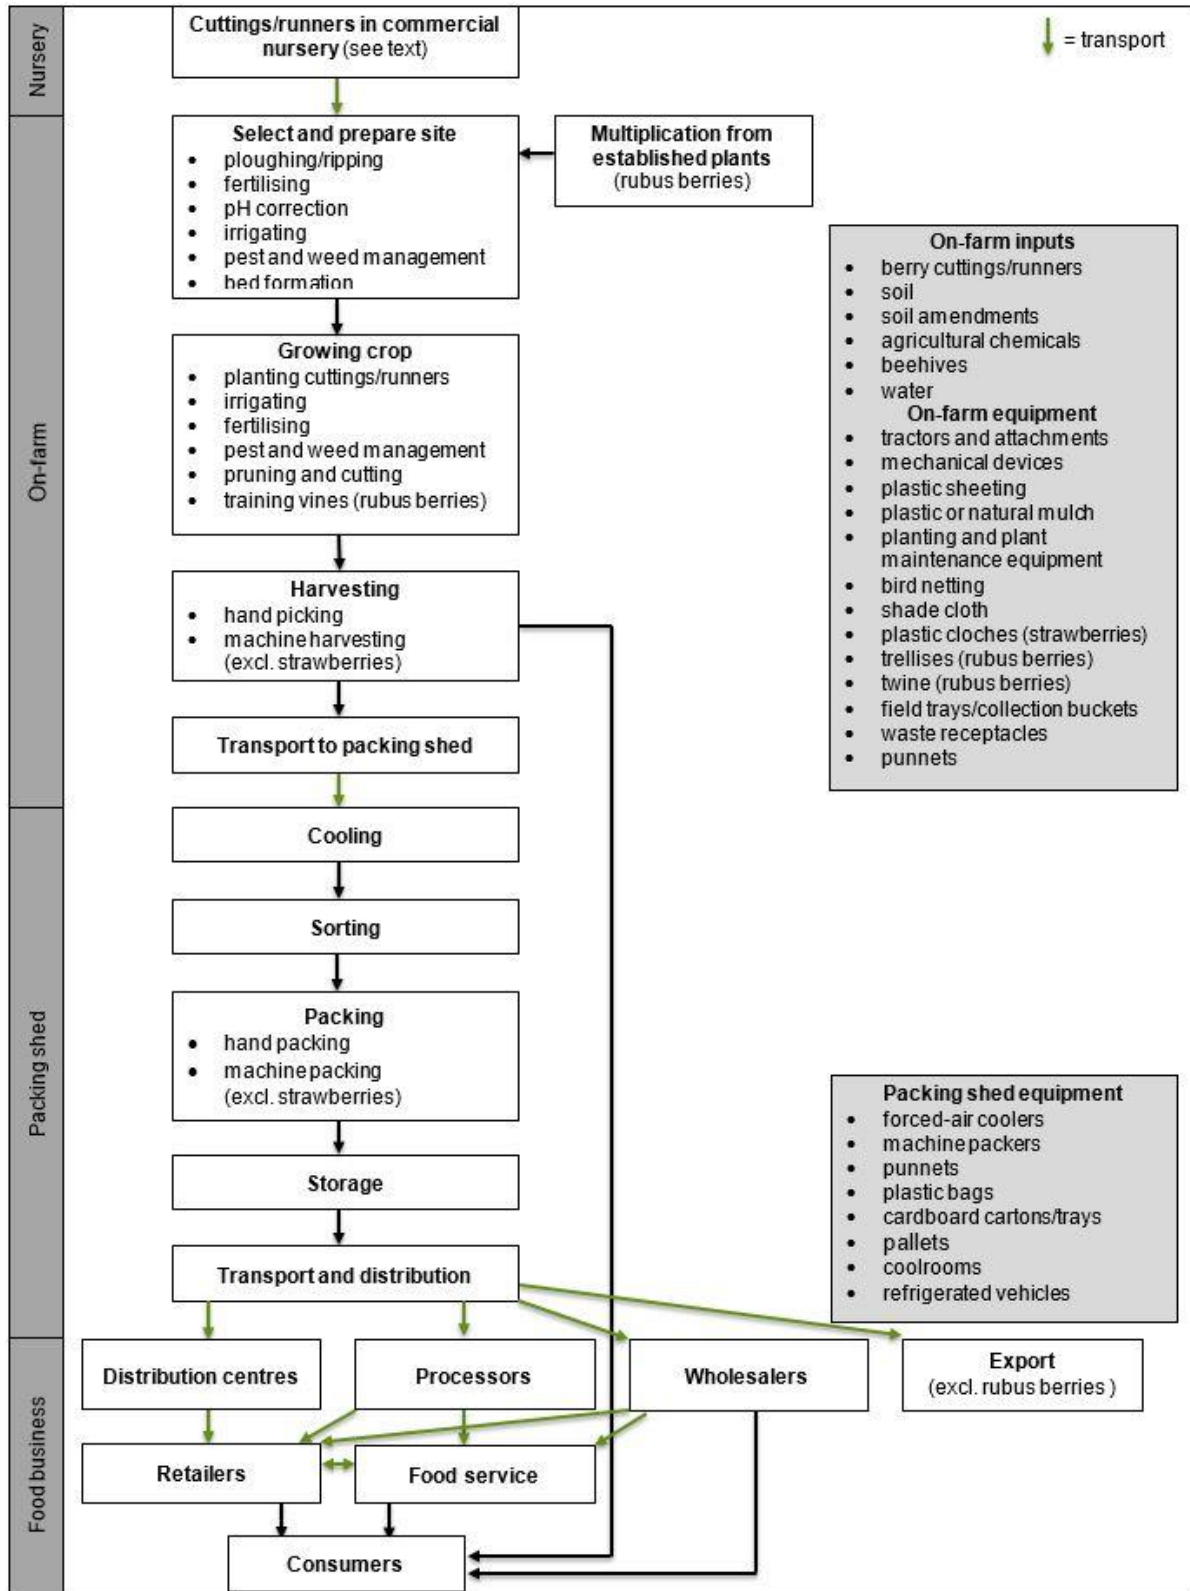 Nursery
Cuttings/runners in commercial
nursery (see text)
= transport
On-farm
Select and prepare site
• ploughing/ripping
• fertilising
• pH correction
• irrigating
• pest and weed management
• bed formation
Multiplication from
established plants
(rubus berries)
Growing crop
• planting cuttings/runners
• irrigating
• fertilising
• pest and weed management
• pruning and cutting
• training vines (rubus berries)
Harvesting
• hand picking
• machine harvesting
(excl. strawberries)
Transport to packing shed
On-farm inputs
• berry cuttings/runners
• soil
• soil amendments
• agricultural chemicals
• beehives
• water
On-farm equipment
• tractors and attachments
• mechanical devices
• plastic sheeting
• plastic or natural mulch
• planting and plant
maintenance equipment
• bird netting
• shade cloth
• plastic cloches (strawberries)
• trellises (rubus berries)
• twine (rubus berries)
• field trays/collection buckets
• waste receptacles
• punnets
Packing shed
Cooling
Sorting
Packing
• hand packing
• machine packing
(excl. strawberries)
Storage
Transport and distribution
Packing shed equipment
• forced-air coolers
• machine packers
• punnets
• plastic bags
• cardboard cartons/trays
• pallets
• coolrooms
• refrigerated vehicles
Food business
Distribution centres
Processors
Wholesalers
Export
(excl. rubus berries )
Retailers
Food service
Consumers